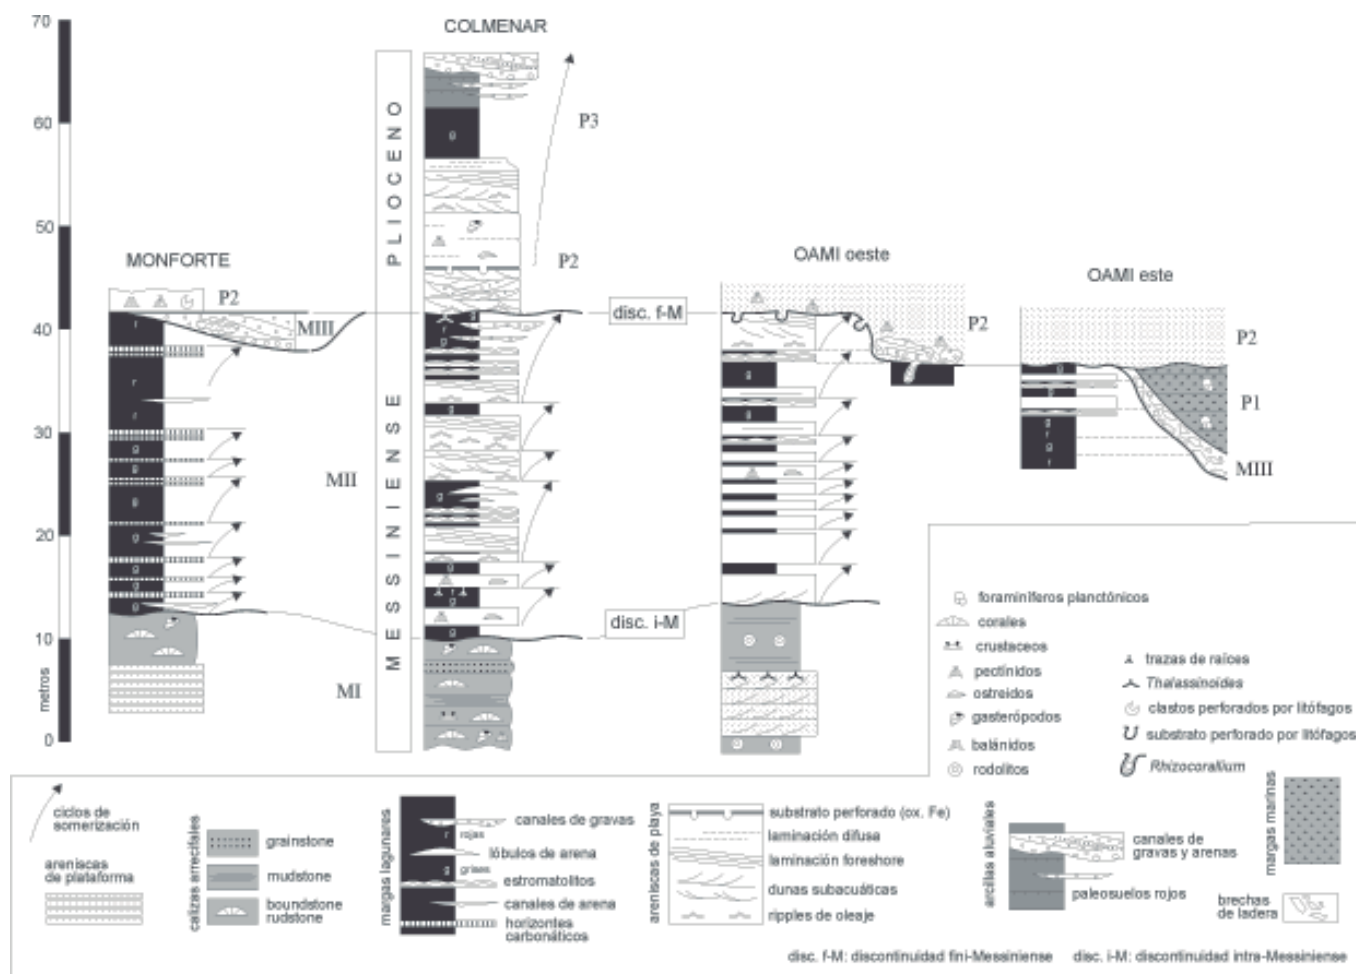 70
COLMENAR
60
P3
50
MONFORTE
P2
OAMI oeste
OAMI este
P2
MIII
disc. f-M
P2
P2
40
P1
30
MII
MIII
20
disc. i-M
10
MI
metros
0
PLIOCENO
MESSINIENSE
g
r
foraminíferos planctónicos
corales
crustaceos
pectínidos
ostreidos
gasterópodos
balánidos
rodolitos
trazas de raíces
Thalassinoides
clastos perforados por litófagos
substrato perforado por litófagos
Rhizocorallium
ciclos de
somerización
areniscas
de plataforma
calizas arrecifales
grainstone
mudstone
boundstone
rudstone
margas lagunares
canales de gravas
r rojas
lóbulos de arena
g grises
estromatolitos
canales de arena
horizontes
carbonáticos
areniscas de playa
substrato perforado (ox. Fe)
laminación difusa
laminación foreshore
dunas subacuáticas
ripples de oleaje
arcillas aluviales
canales de
gravas y arenas
paleosuelos rojos
margas marinas
brechas
de ladera
disc. f-M: discontinuidad fini-Messiniense disc. i-M: discontinuidad intra-Messiniense